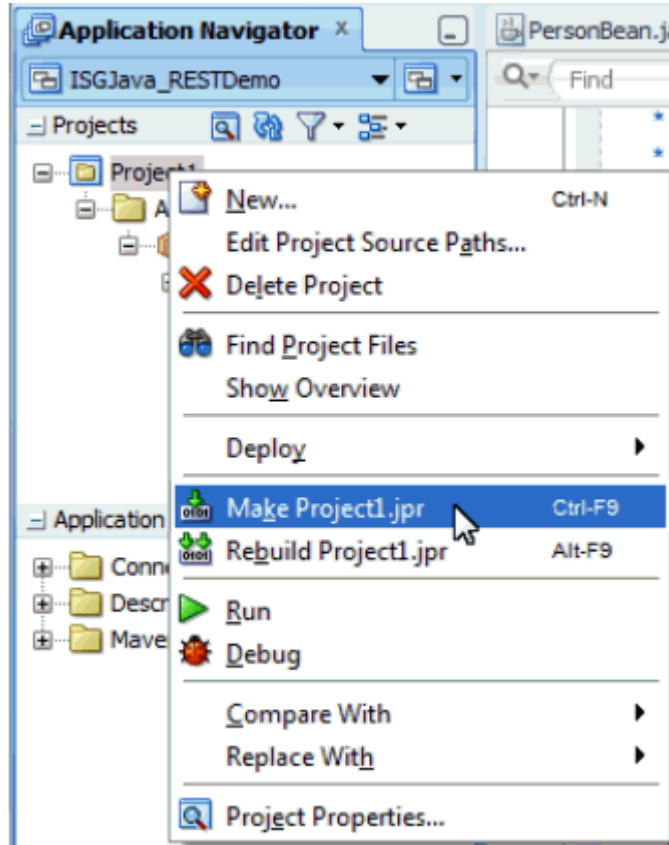 Application Navigator
PersonBean.j
ISGJava_RESTDemo
Find
Projects
Project1
A
New... Ctrl-N
Edit Project Source Paths...
Delete Project
Find Project Files
Show Overview
Deploy
Make Project1.jpr Ctrl-F9
Application
Rebuild Project1.jpr Alt-F9
Conn
Descr
Run
Mave
Debug
Compare With
Replace With
Project Properties...